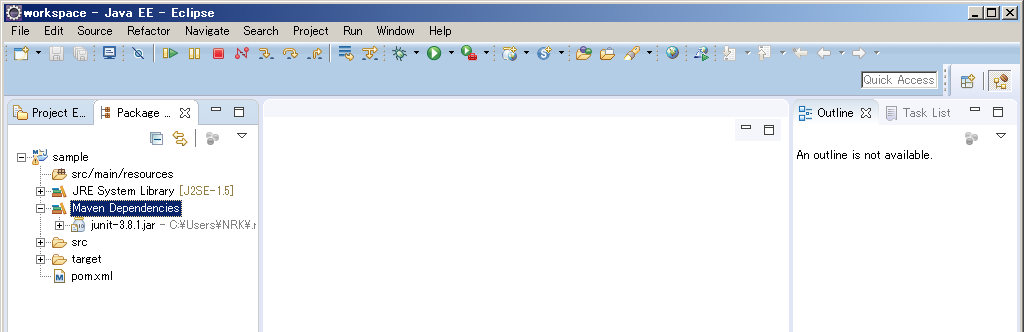 workspace - Java EE - Eclipse
File Edit Source Refactor Navigate Search Project Run Window Help
Quick Access
Project E... Package ...
Outline Task List
An outline is not available.
sample
src/main/resources
JRE System Library [J2SE-1.5]
Maven Dependencies
junit-3.8.1.jar - C:¥Users¥NRK¥.
src
target
pom.xml